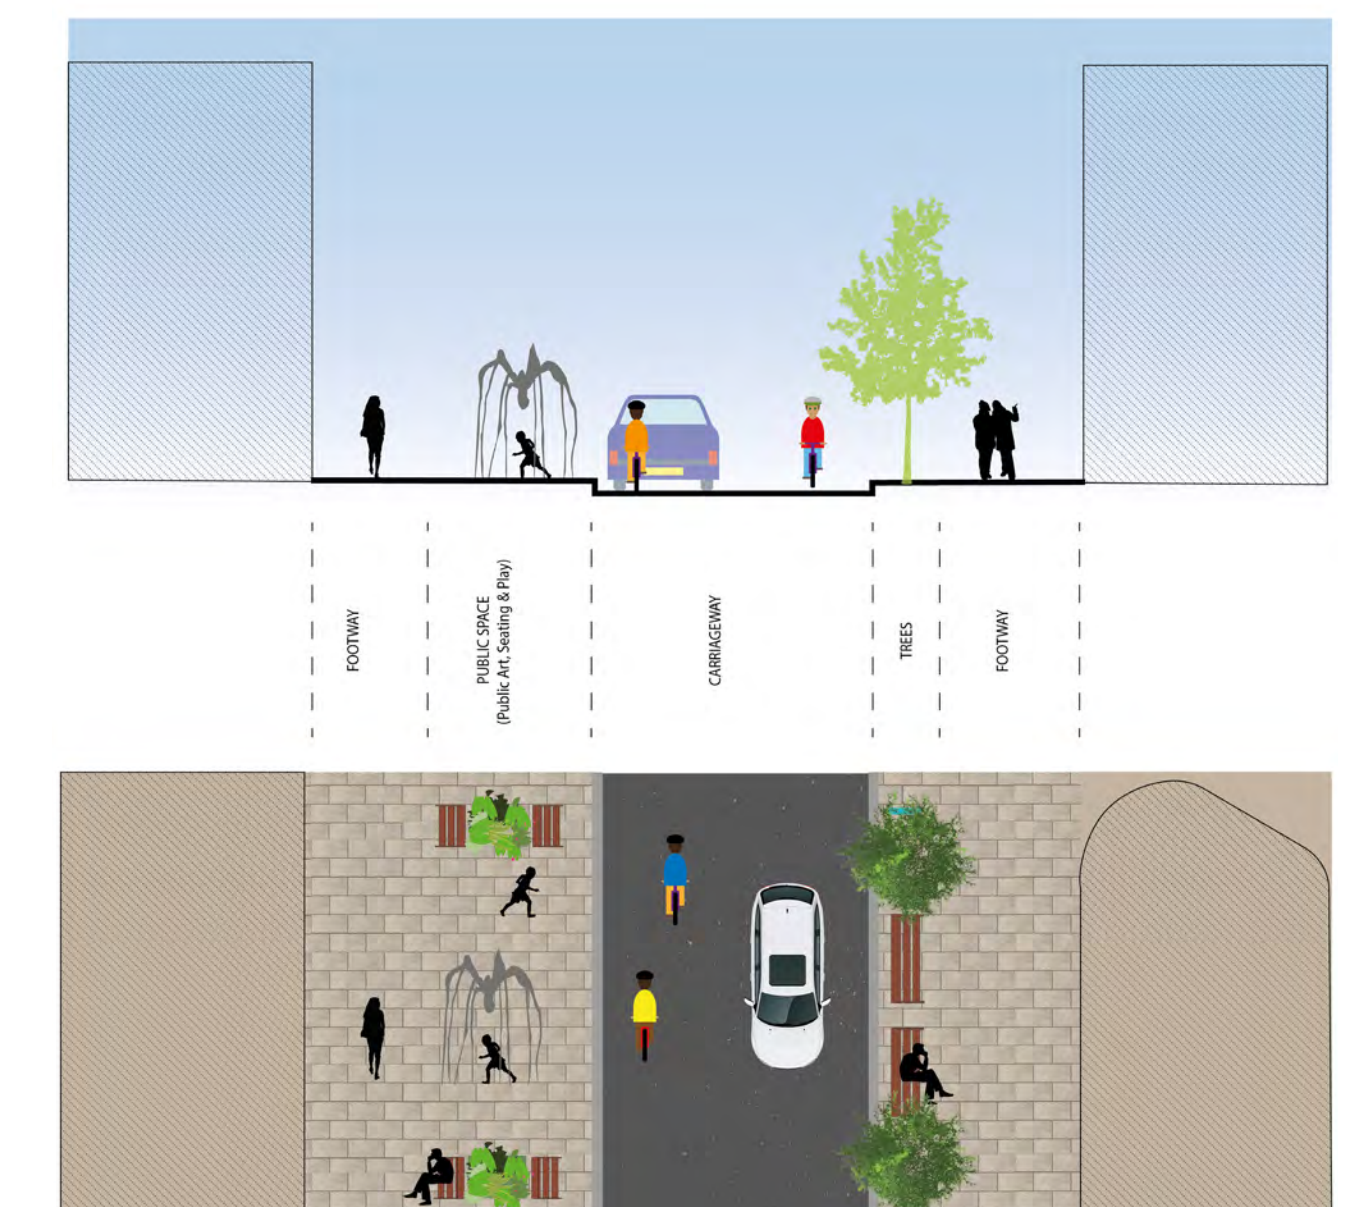 FOOTWAY
PUBLIC SPACE
(Public Art, Seating & Play)
CARRIAGEWAY
TREES
FOOTWAY